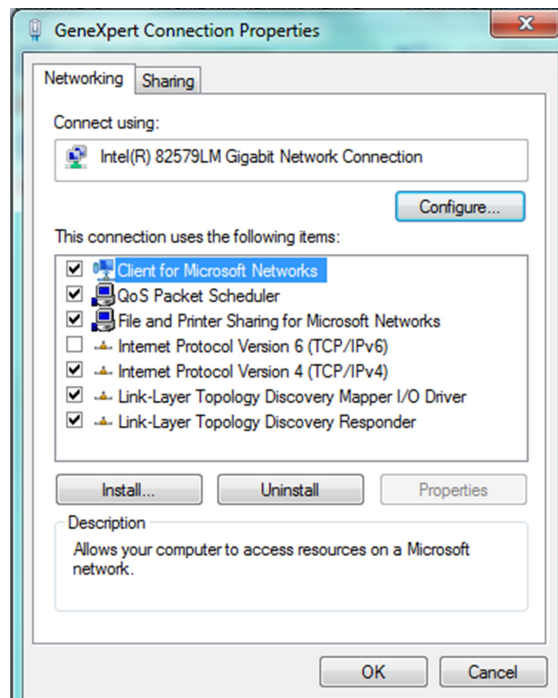 GeneXpert Connection Properties
Networking
Sharing
Connect using:
Intel(R) 82579LM Gigabit Network Connection
Configure...
This connection uses the following items:
Client for Microsoft Networks
QoS Packet Scheduler
File and Printer Sharing for Microsoft Networks
Internet Protocol Version 6 (TCP/IPv6)
Internet Protocol Version 4 (TCP/IPv4)
Link-Layer Topology Discovery Mapper I/O Driver
Link-Layer Topology Discovery Responder
Install...
Uninstall
Properties
Description
Allows your computer to access resources on a Microsoft
network.
OK
Cancel